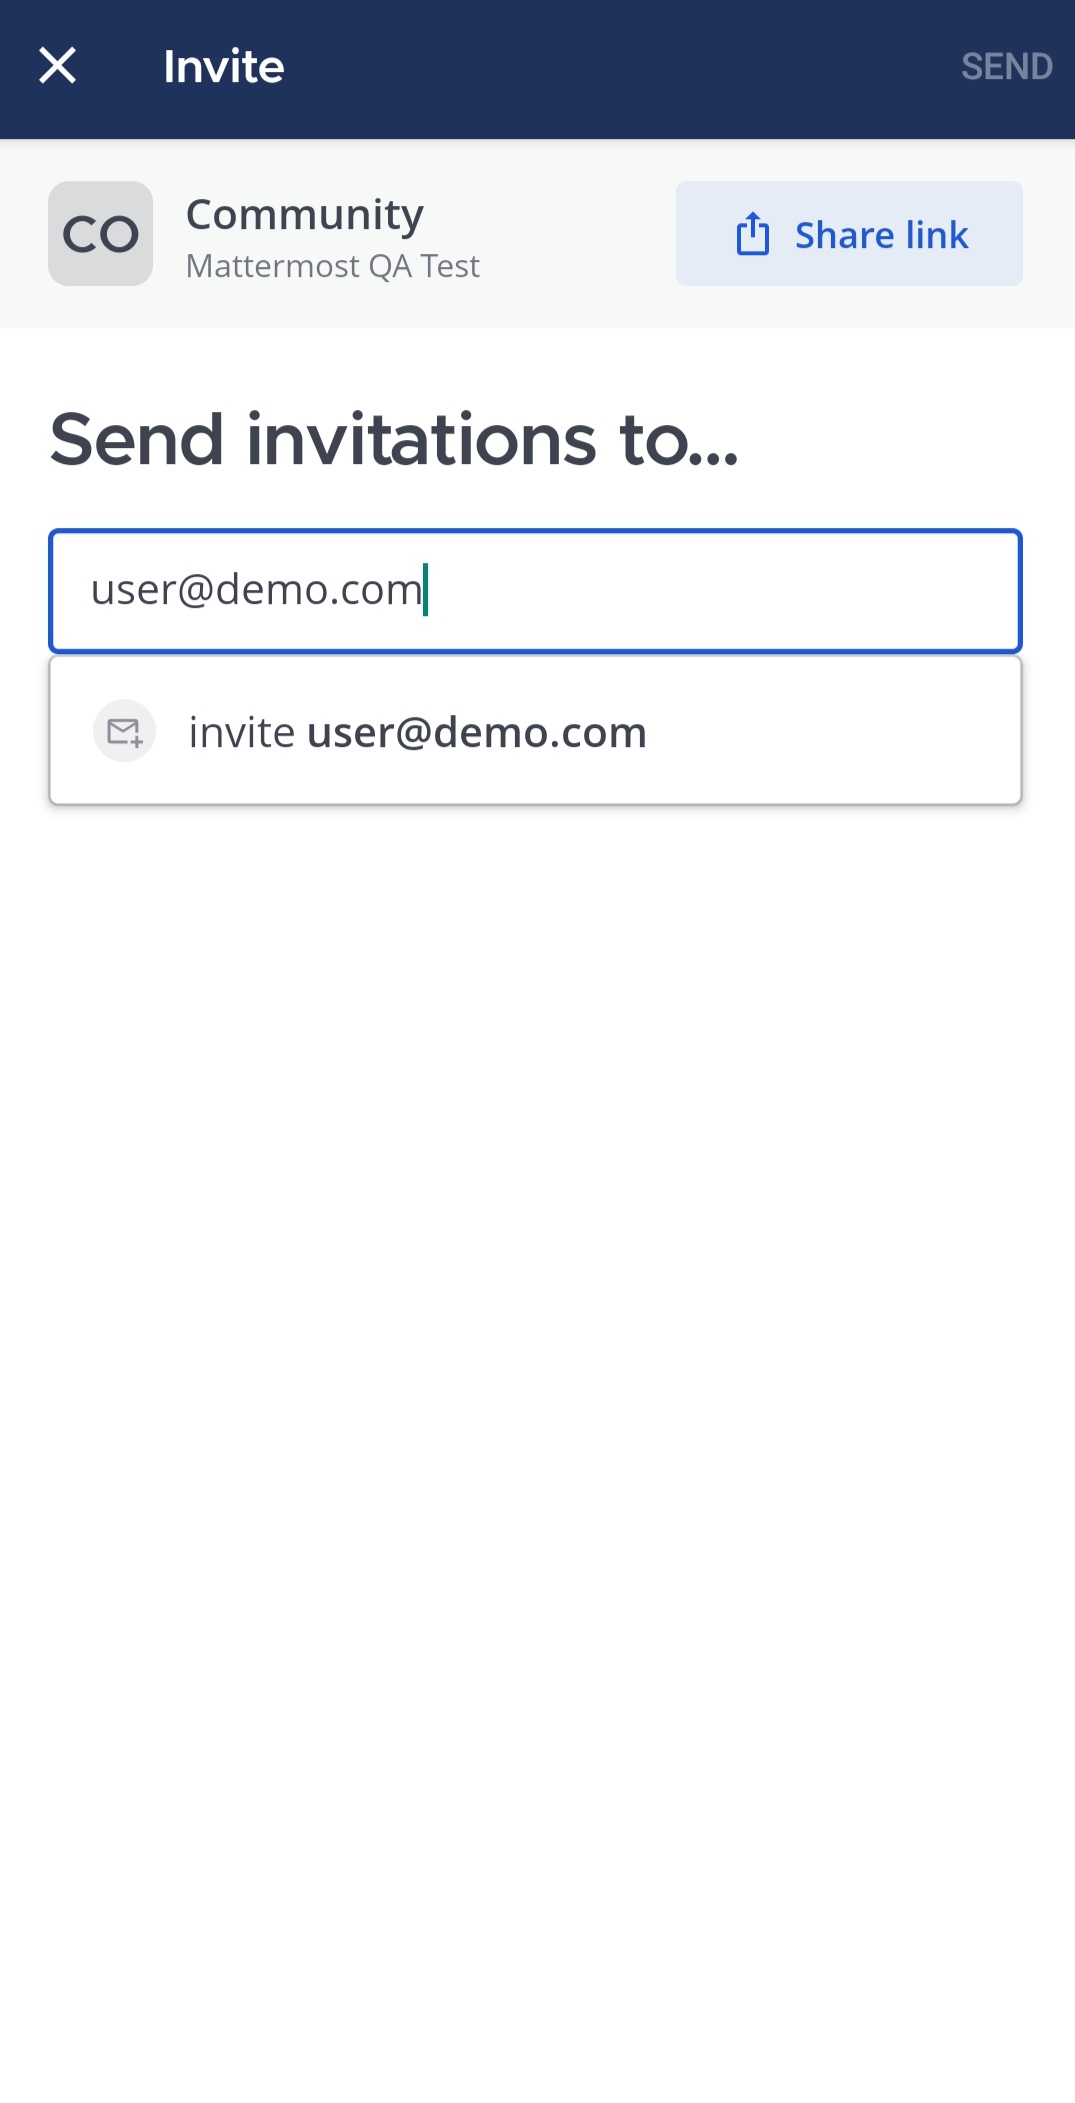 Invite
SEND
CO
Community
Mattermost QA Test
Share link
Send invitations to...
user@demo.com
invite user@demo.com